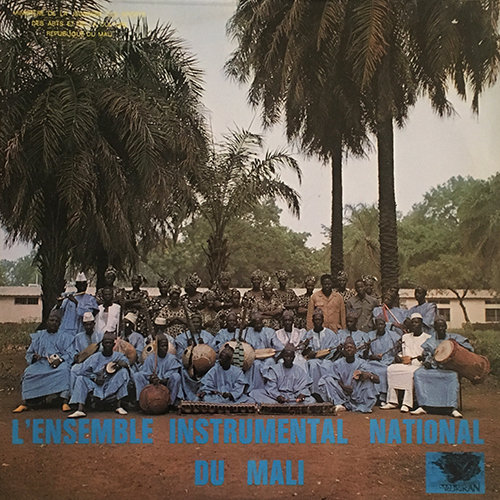 DES ARTS ET
REPUBLIQUE DU MALI
L'ENSEMBLE INSTRUMENTAL NATIONAL
DU MALI